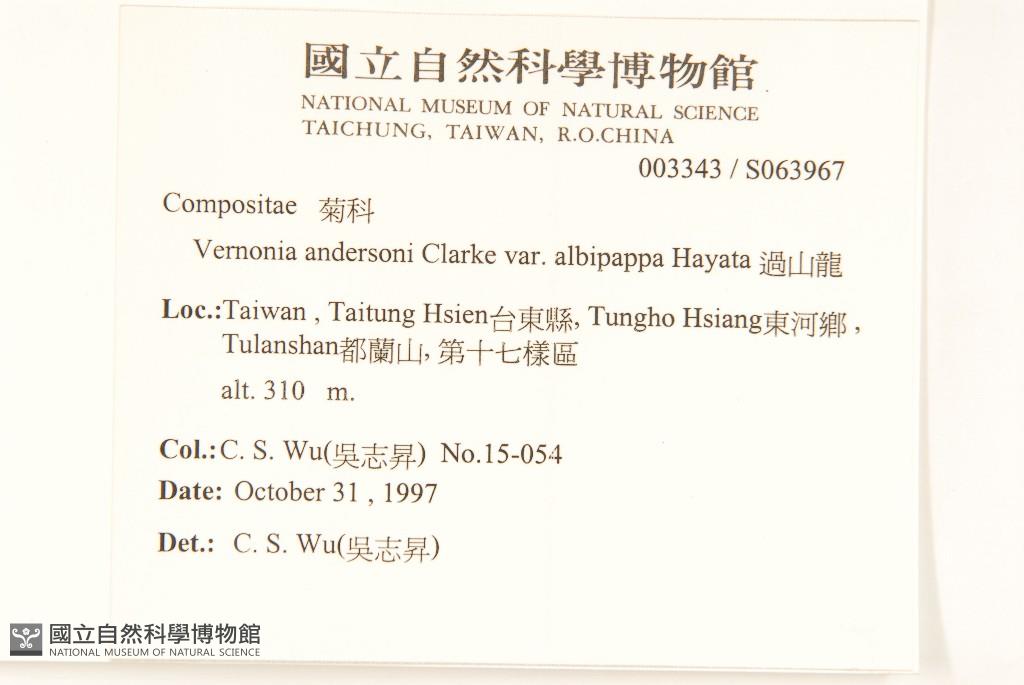 國立自然科學博物館
NATIONAL MUSEUM OF NATURAL SCIENCE
TAICHUNG, TAIWAN, R.O.CHINA
003343 / S063967
Compositae 菊科
Vernonia andersoni Clarke var. albipappa Hayata 過山龍
Loc.:Taiwan , Taitung Hsien台東縣, Tungho Hsiang東河鄉 ,
Tulanshan都蘭山, 第十七樣區
alt. 310 m.
Col.:C. S. Wu(吳志昇) No.15-054
Date: October 31 , 1997
Det.: C. S. Wu(吳志昇)
國立自然科學博物館
NATIONAL MUSEUM OF NATURAL SCIENCE